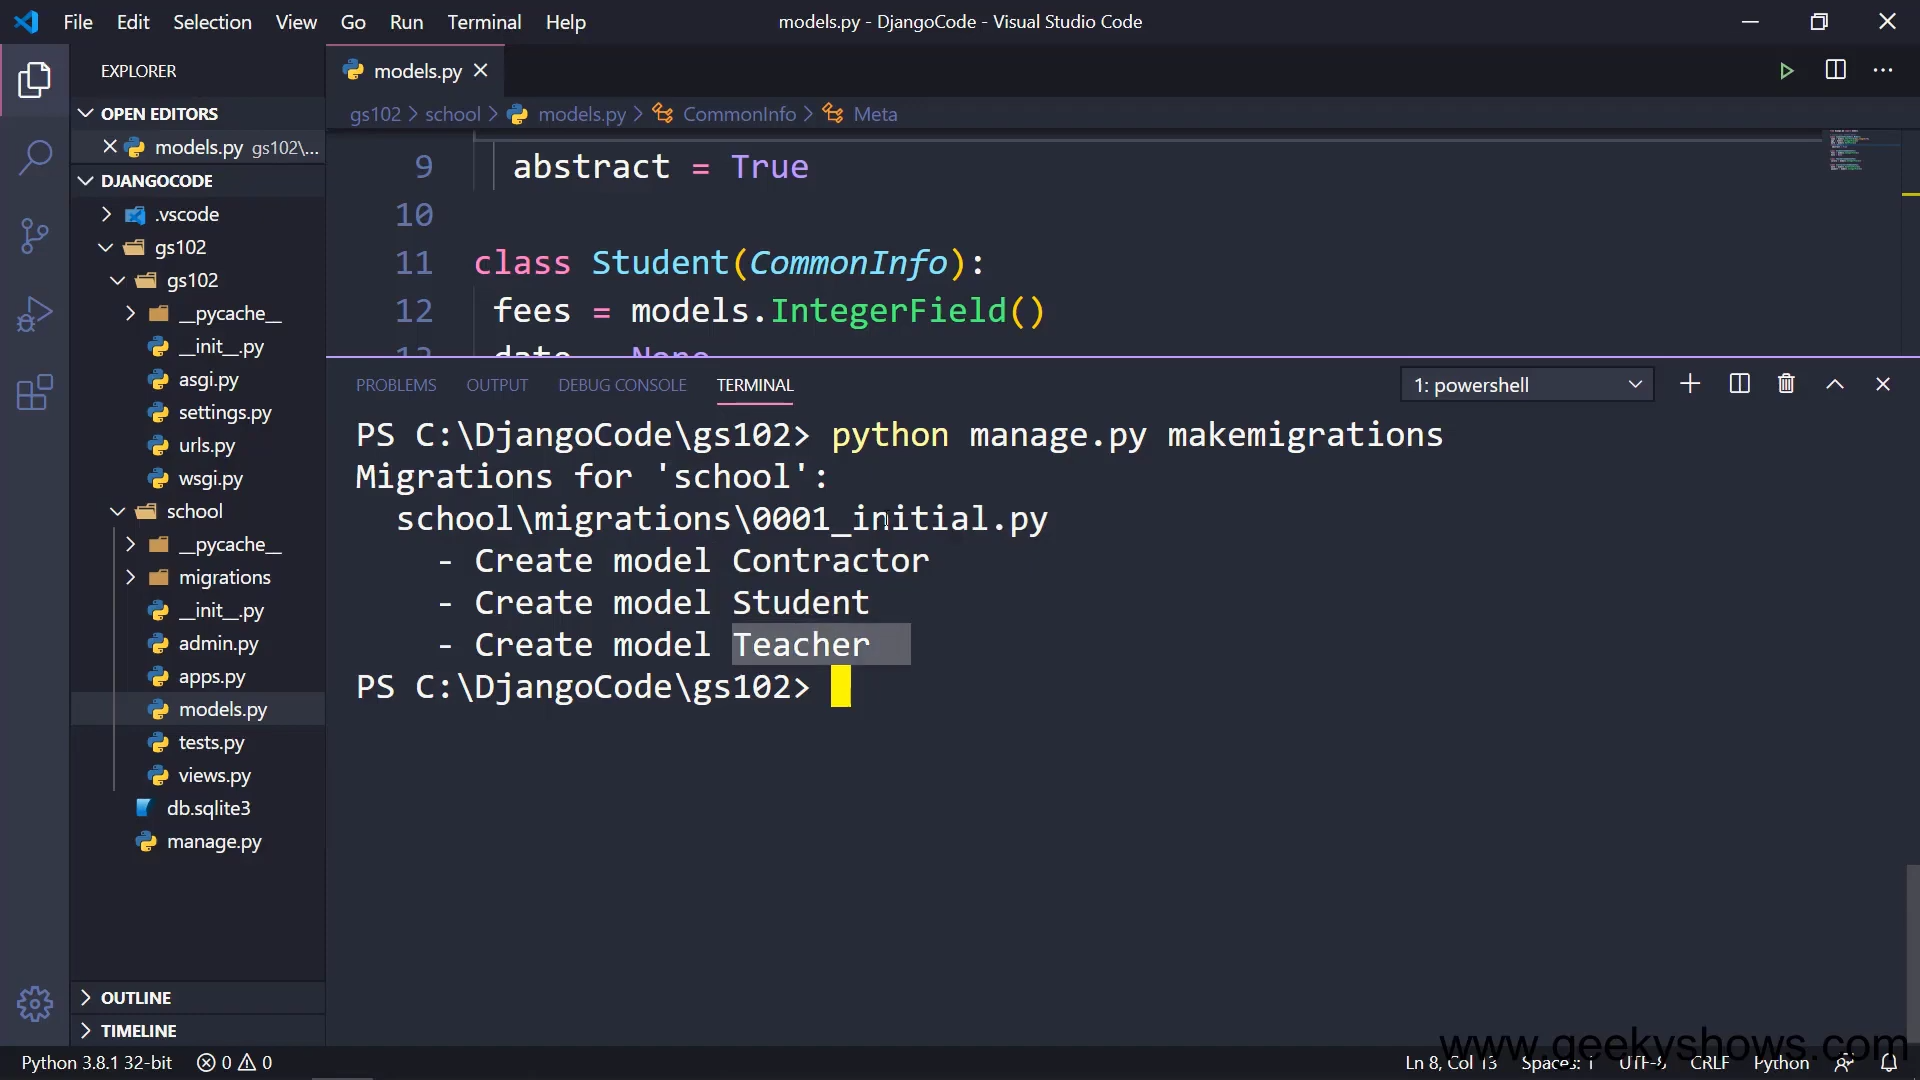 File Edit Selection View Go Run Terminal Help
models.py - DjangoCode - Visual Studio Code
EXPLORER
OPEN EDITORS
models.py gs102\...
DJANGOCODE
.vscode
gs102
gs102
__pycache__
__init__.py
asgi.py
settings.py
urls.py
wsgi.py
school
__pycache__
migrations
__init__.py
admin.py
apps.py
models.py
tests.py
views.py
db.sqlite3
manage.py
OUTLINE
TIMELINE
models.py
gs102 > school > models.py > CommonInfo > Meta
9 abstract = True
10
11 class Student(CommonInfo):
12 fees = models.IntegerField()
13 date = None
PROBLEMS OUTPUT DEBUG CONSOLE TERMINAL
1: powershell
PS C:\DjangoCode\gs102> python manage.py makemigrations
Migrations for 'school':
school\migrations\0001_initial.py
- Create model Contractor
- Create model Student
- Create model Teacher
PS C:\DjangoCode\gs102>
www.geekyshows.com
Python 3.8.1 32-bit 0 0
Ln 8, Col 13 Spaces: 1 UTF-8 CRLF Python